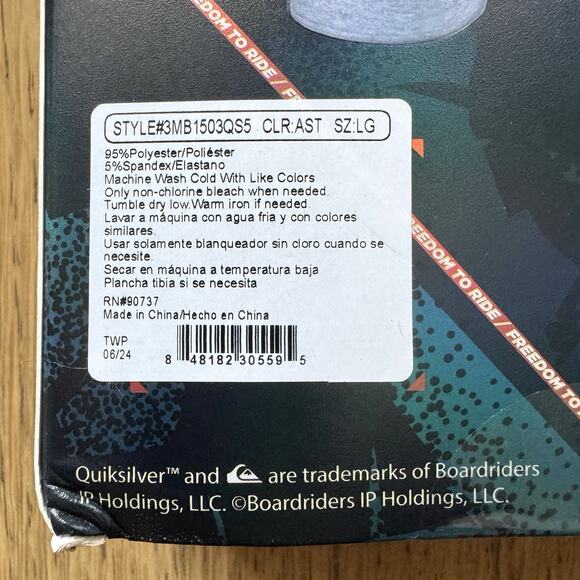 FREEDOM TO RIDE / FREEDOM TO RIDE / FREEDOM TO
STYLE#3MB1503QS5 CLR:AST SZ:LG
95%Polyester/Poliéster
5%Spandex/Elastano
Machine Wash Cold With Like Colors
Only non-chlorine bleach when needed.
Tumble dry low.Warm iron if needed.
Lavar a máquina con agua fria y con colores
similares.
Usar solamente blanqueador sin cloro cuando se
necesite.
Secar en máquina a temperatura baja
Plancha tibia si se necesita
RN#90737
Made in China/Hecho en China
TWP
06/24
8 48182 30559 5
Quiksilver™ and are trademarks of Boardriders
IP Holdings, LLC. ©Boardriders IP Holdings, LLC.